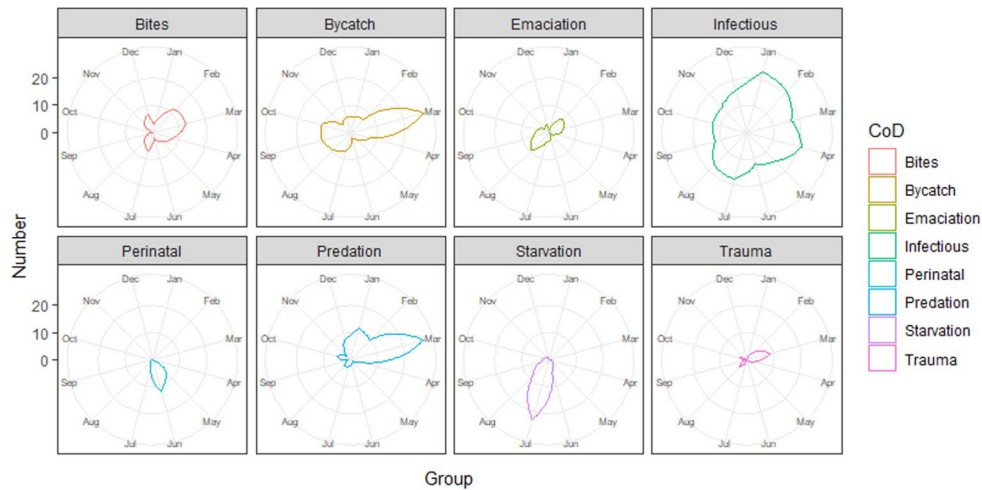 Bites Bycatch Emaciation Infectious
Dec Jan Dec Jan Dec Jan Dec Jan
Nov Feb Nov Feb Nov Feb Nov Feb
Oct Mar Oct Mar Oct Mar Oct Mar
Sep Apr Sep Apr Sep Apr Sep Apr
Aug May Aug May Aug May Aug May
Jul Jun Jul Jun Jul Jun Jul Jun
20
10
0
Perinatal Predation Starvation Trauma
Dec Jan Dec Jan Dec Jan Dec Jan
Nov Feb Nov Feb Nov Feb Nov Feb
Oct Mar Oct Mar Oct Mar Oct Mar
Sep Apr Sep Apr Sep Apr Sep Apr
Aug May Aug May Aug May Aug May
Jul Jun Jul Jun Jul Jun Jul Jun
20
10
0
Number
Group
CoD
Bites
Bycatch
Emaciation
Infectious
Perinatal
Predation
Starvation
Trauma